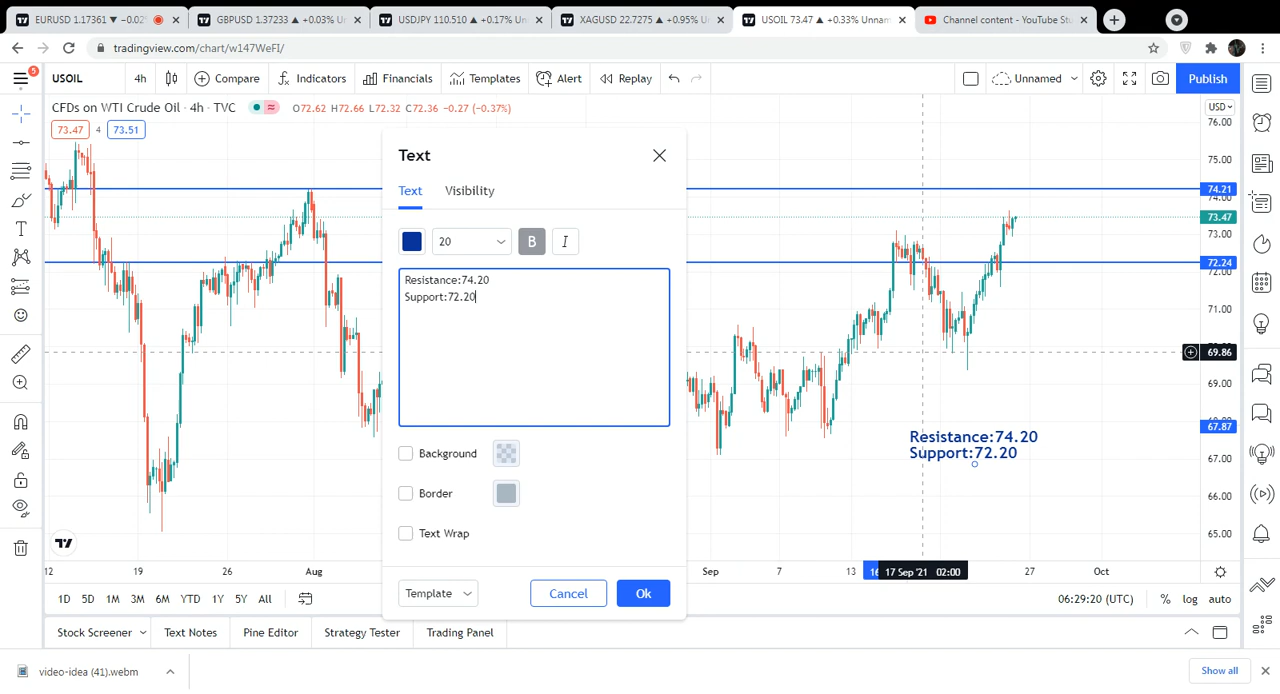 EURUSD 1.17361 ▼ −0.02
GBPUSD 1.37233 ▲ +0.03% Un
USDJPY 110.510 ▲ +0.17% Un
XAGUSD 22.7275 ▲ +0.95%
USOIL 73.47 ▲ +0.33% Unnam
Channel content - YouTube Stu
tradingview.com/chart/w147WeFI/
5
USOIL
4h
Compare
Indicators
Financials
Templates
Alert
Replay
Unnamed
Publish
CFDs on WTI Crude Oil · 4h · TVC
O72.62 H72.66 L72.32 C72.36 −0.27 (−0.37%)
USD
73.47 4 73.51
76.00
75.00
74.21
74.00
73.47
73.00
72.24
72.00
71.00
69.86
69.00
67.87
67.00
66.00
65.00
Text
Text
Visibility
20
B
I
Resistance:74.20
Support:72.20
Background
Border
Text Wrap
Template
Cancel
Ok
Resistance:74.20
Support:72.20
12
19
26
Aug
Sep
7
13
17 Sep '21 02:00
27
Oct
1D 5D 1M 3M 6M YTD 1Y 5Y All
06:29:20 (UTC)
% log auto
Stock Screener
Text Notes
Pine Editor
Strategy Tester
Trading Panel
video-idea (41).webm
Show all